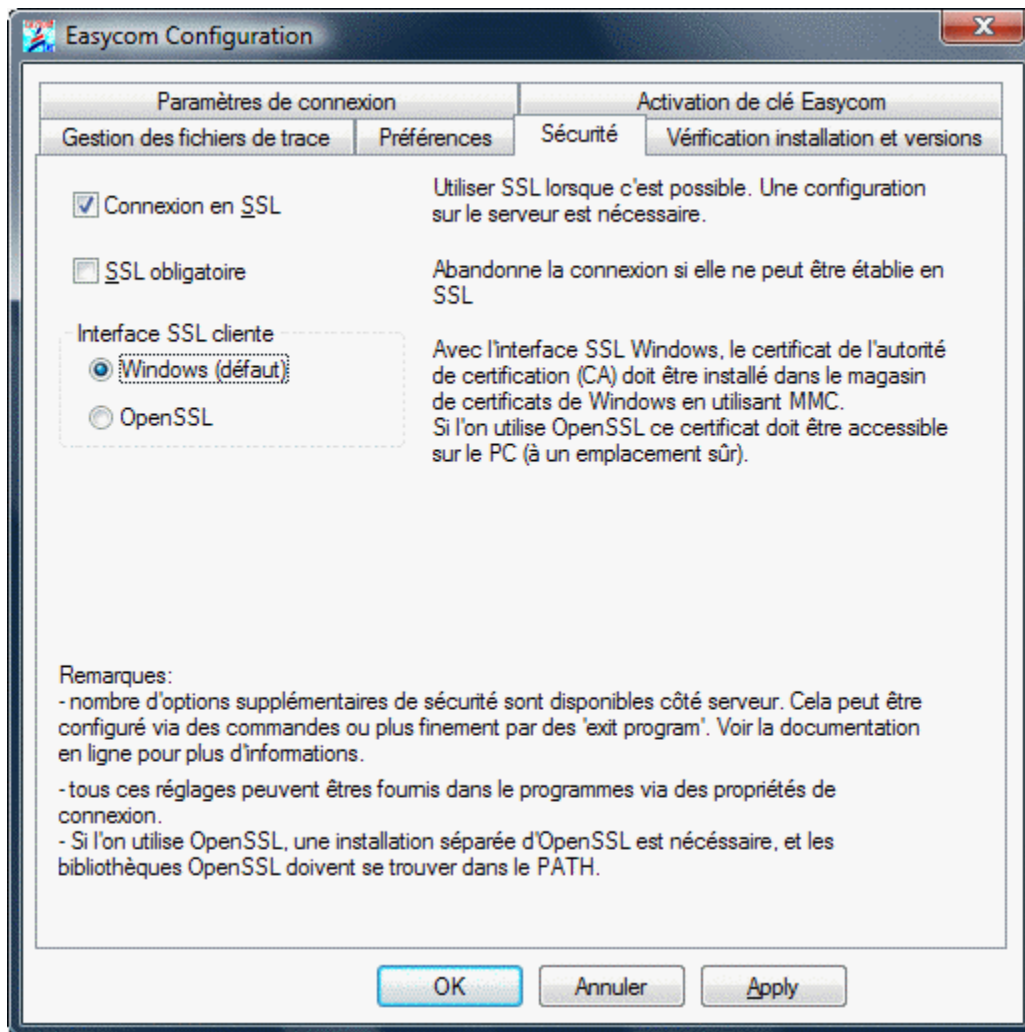 Easycom Configuration
Paramètres de connexion
Activation de clé Easycom
Gestion des fichiers de trace
Préférences
Sécurité
Vérification installation et versions
Connexion en SSL
Utiliser SSL lorsque c'est possible. Une configuration
sur le serveur est nécessaire.
SSL obligatoire
Abandonne la connexion si elle ne peut être établie en
SSL
Interface SSL cliente
Windows (défaut)
OpenSSL
Avec l'interface SSL Windows, le certificat de l'autorité
de certification (CA) doit être installé dans le magasin
de certificats de Windows en utilisant MMC.
Si l'on utilise OpenSSL ce certificat doit être accessible
sur le PC (à un emplacement sûr).
Remarques:
- nombre d'options supplémentaires de sécurité sont disponibles côté serveur. Cela peut être
configuré via des commandes ou plus finement par des 'exit program'. Voir la documentation
en ligne pour plus d'informations.
- tous ces réglages peuvent êtres fournis dans le programmes via des propriétés de
connexion.
- Si l'on utilise OpenSSL, une installation séparée d'OpenSSL est nécéssaire, et les
bibliothèques OpenSSL doivent se trouver dans le PATH.
OK
Annuler
Apply